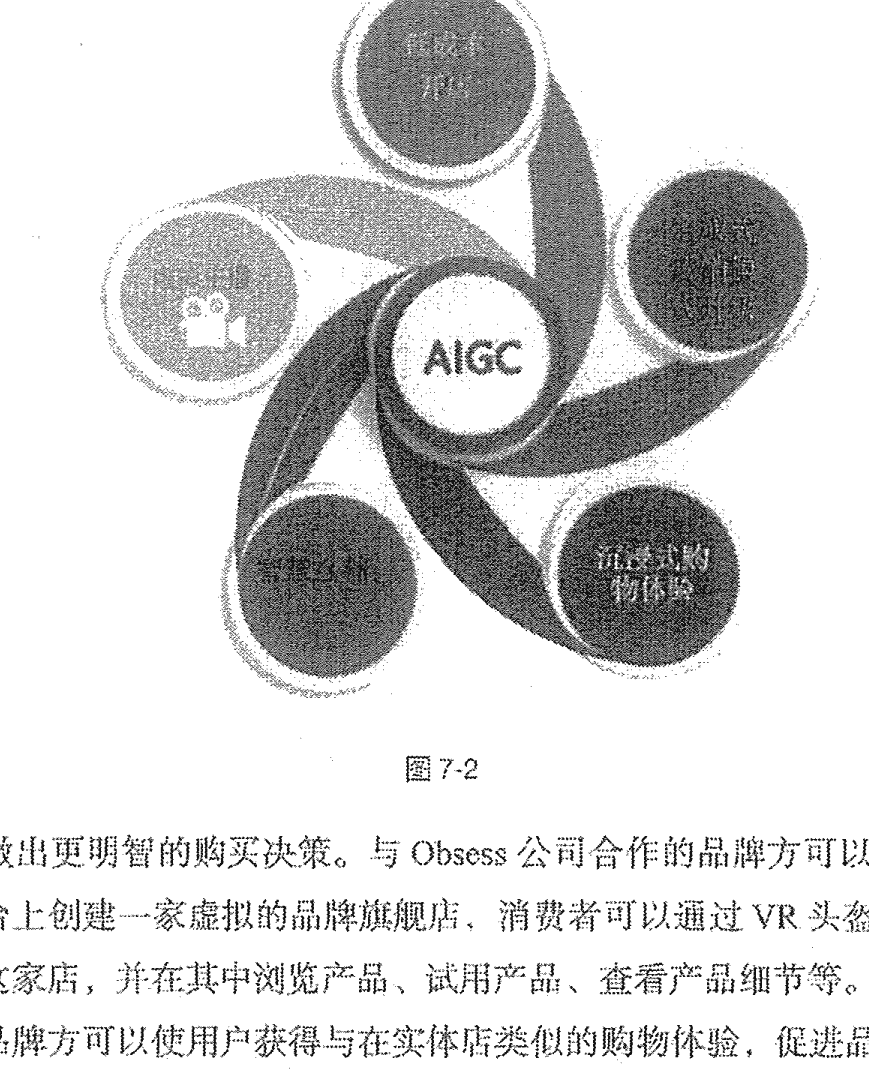 低成本
AIGC
沉浸式购
物体验
图 7-2
出更明智的购买决策。与 Obsess 公司合作的品牌方可以
上创建一家虚拟的品牌旗舰店，消费者可以通过 VR 头盔
这家店，并在其中浏览产品、试用产品、查看产品细节等。
品牌方可以使用户获得与在实体店类似的购物体验，促进品